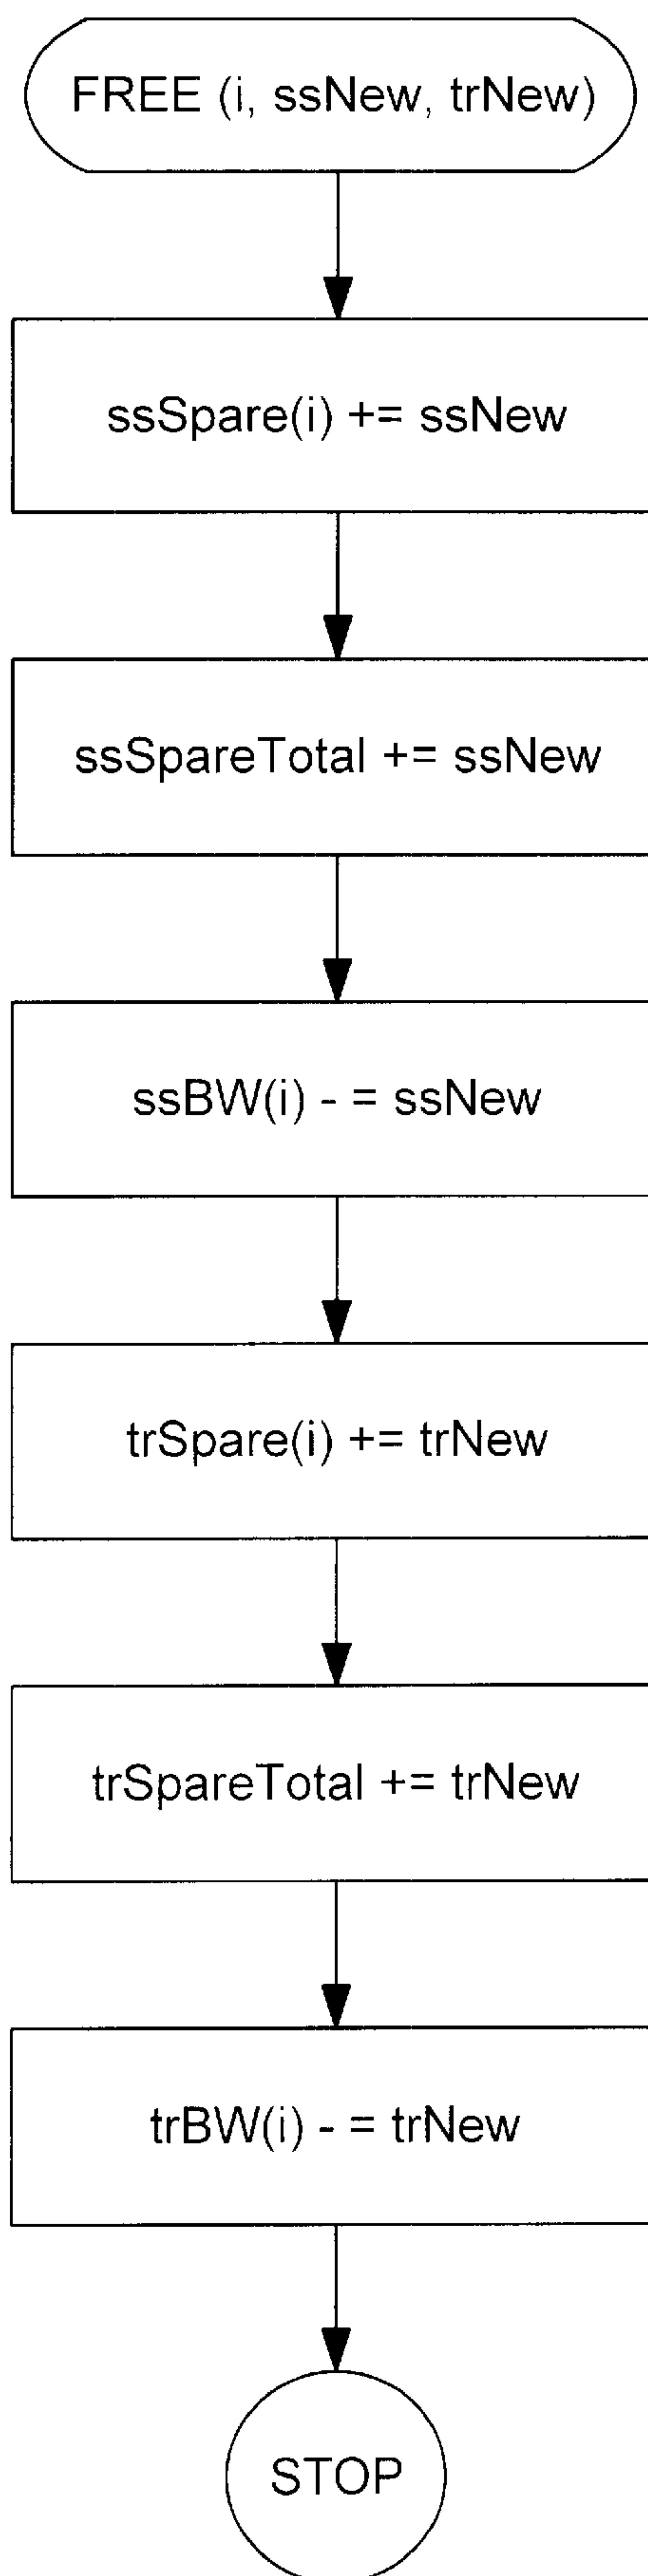 FREE (i, ssNew, trNew)
ssSpare(i) += ssNew
ssSpareTotal += ssNew
ssBW(i) - = ssNew
trSpare(i) += trNew
trSpareTotal += trNew
trBW(i) - = trNew
STOP